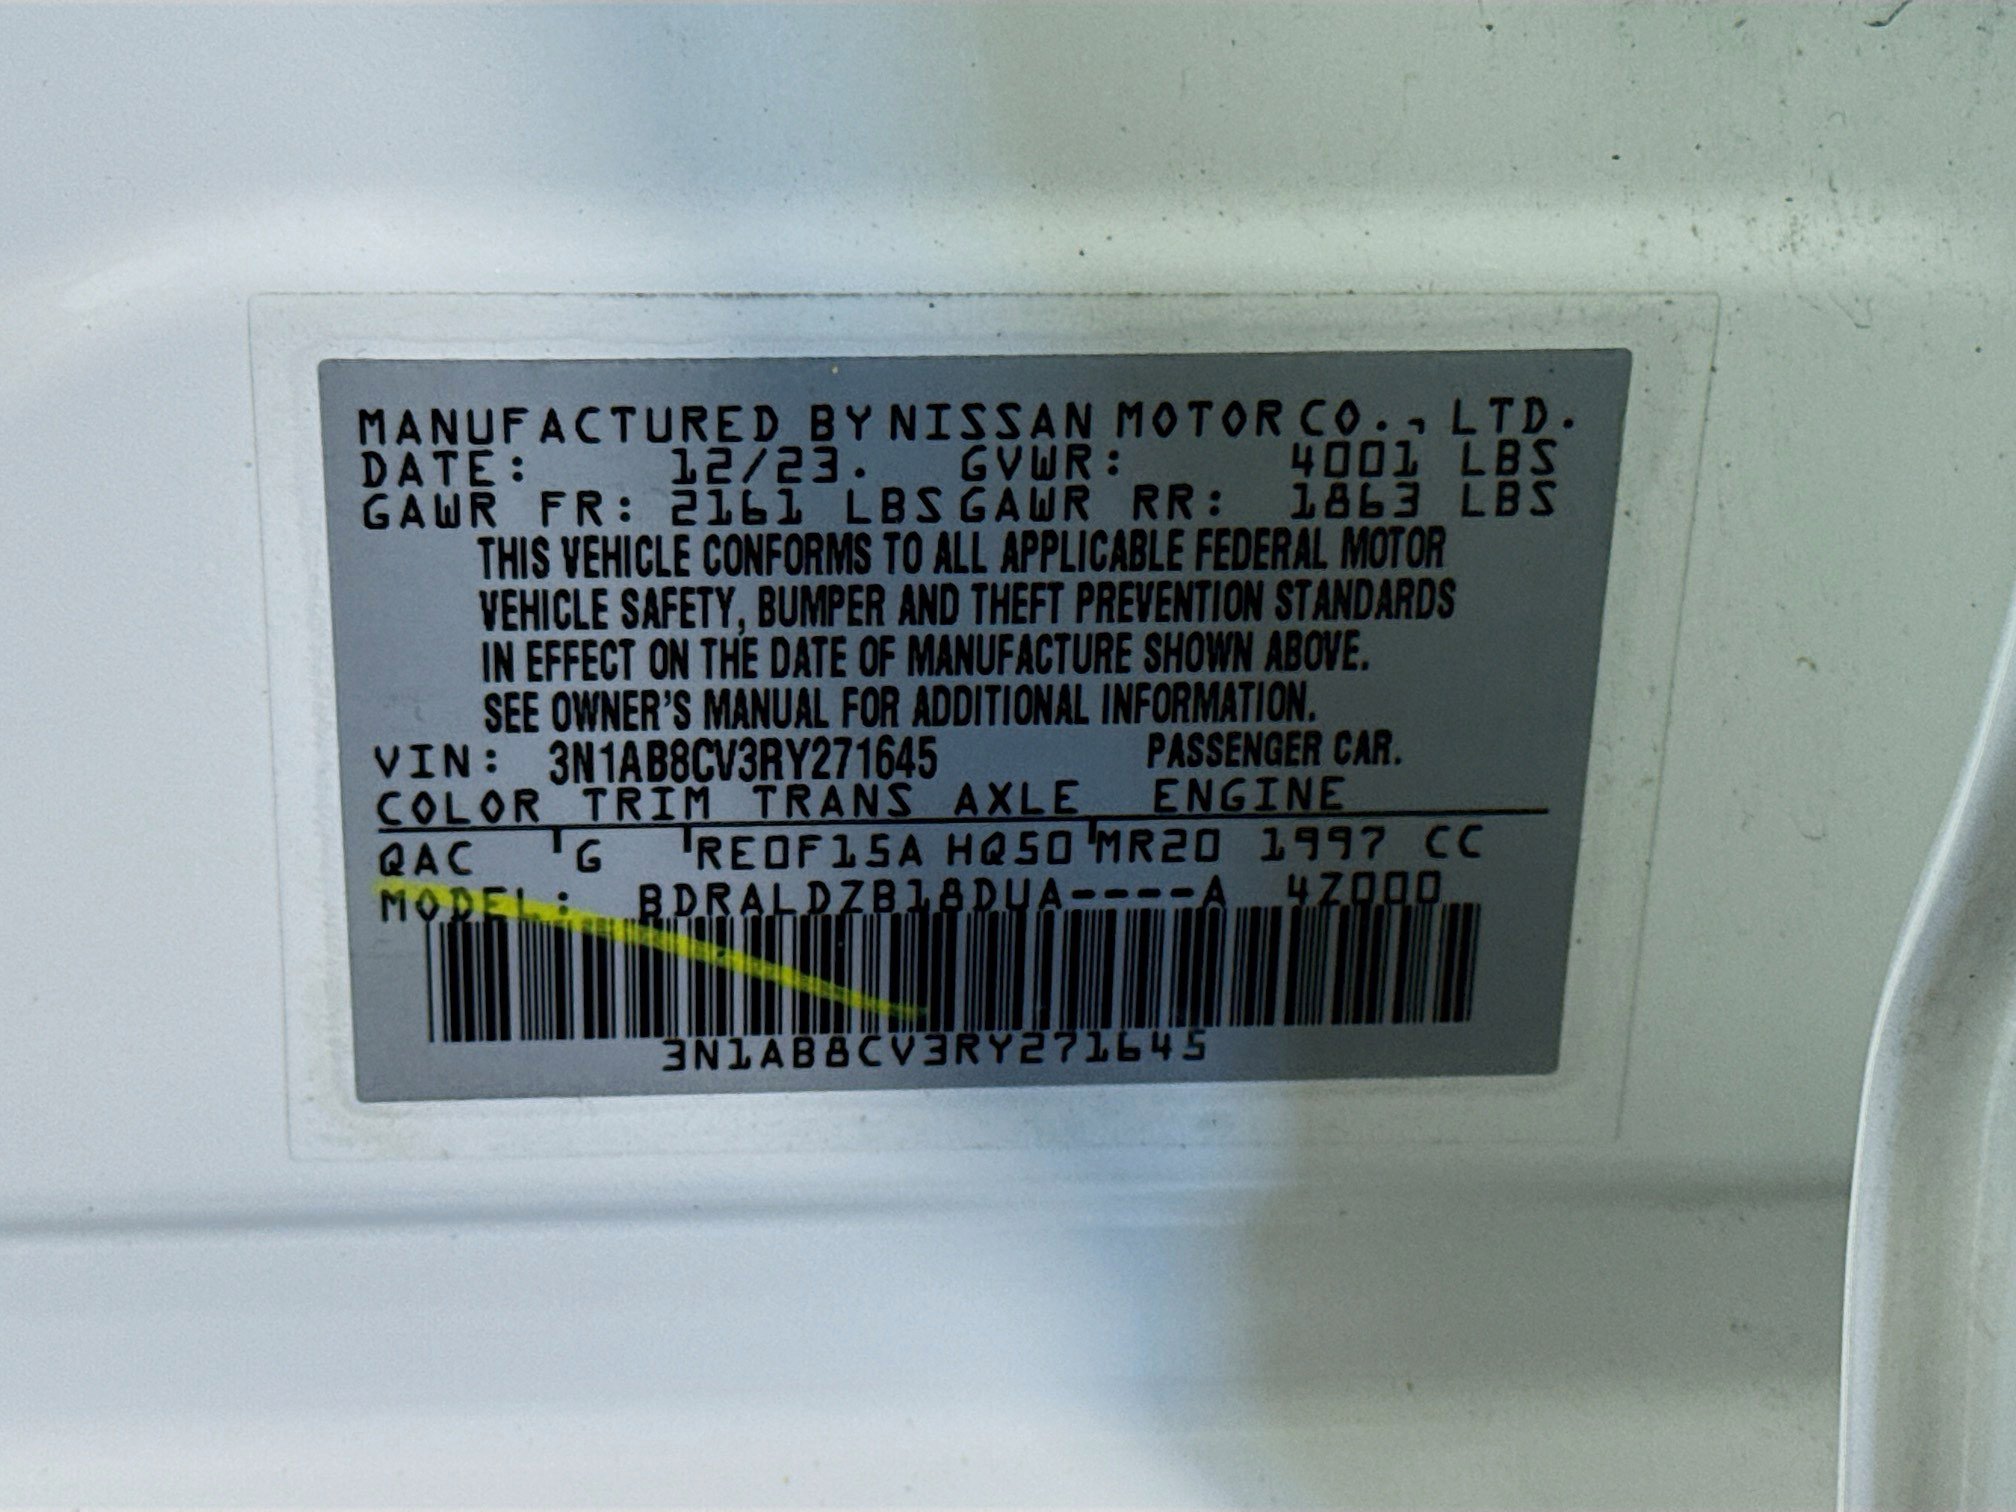 MANUFACTURED BY NISSAN MOTOR CO., LTD.
DATE: 12/23. GVWR: 4001 LBS
GAWR FR: 2161 LBS GAWR RR: 1863 LBS
THIS VEHICLE CONFORMS TO ALL APPLICABLE FEDERAL MOTOR
VEHICLE SAFETY, BUMPER AND THEFT PREVENTION STANDARDS
IN EFFECT ON THE DATE OF MANUFACTURE SHOWN ABOVE.
SEE OWNER'S MANUAL FOR ADDITIONAL INFORMATION.
VIN: 3N1AB8CV3RY271645 PASSENGER CAR.
COLOR TRIM TRANS AXLE ENGINE
QAC G RE0F15A HQ50 MR20 1997 CC
MODEL: BDRALDZB18DUA----A 4Z000
3N1AB8CV3RY271645